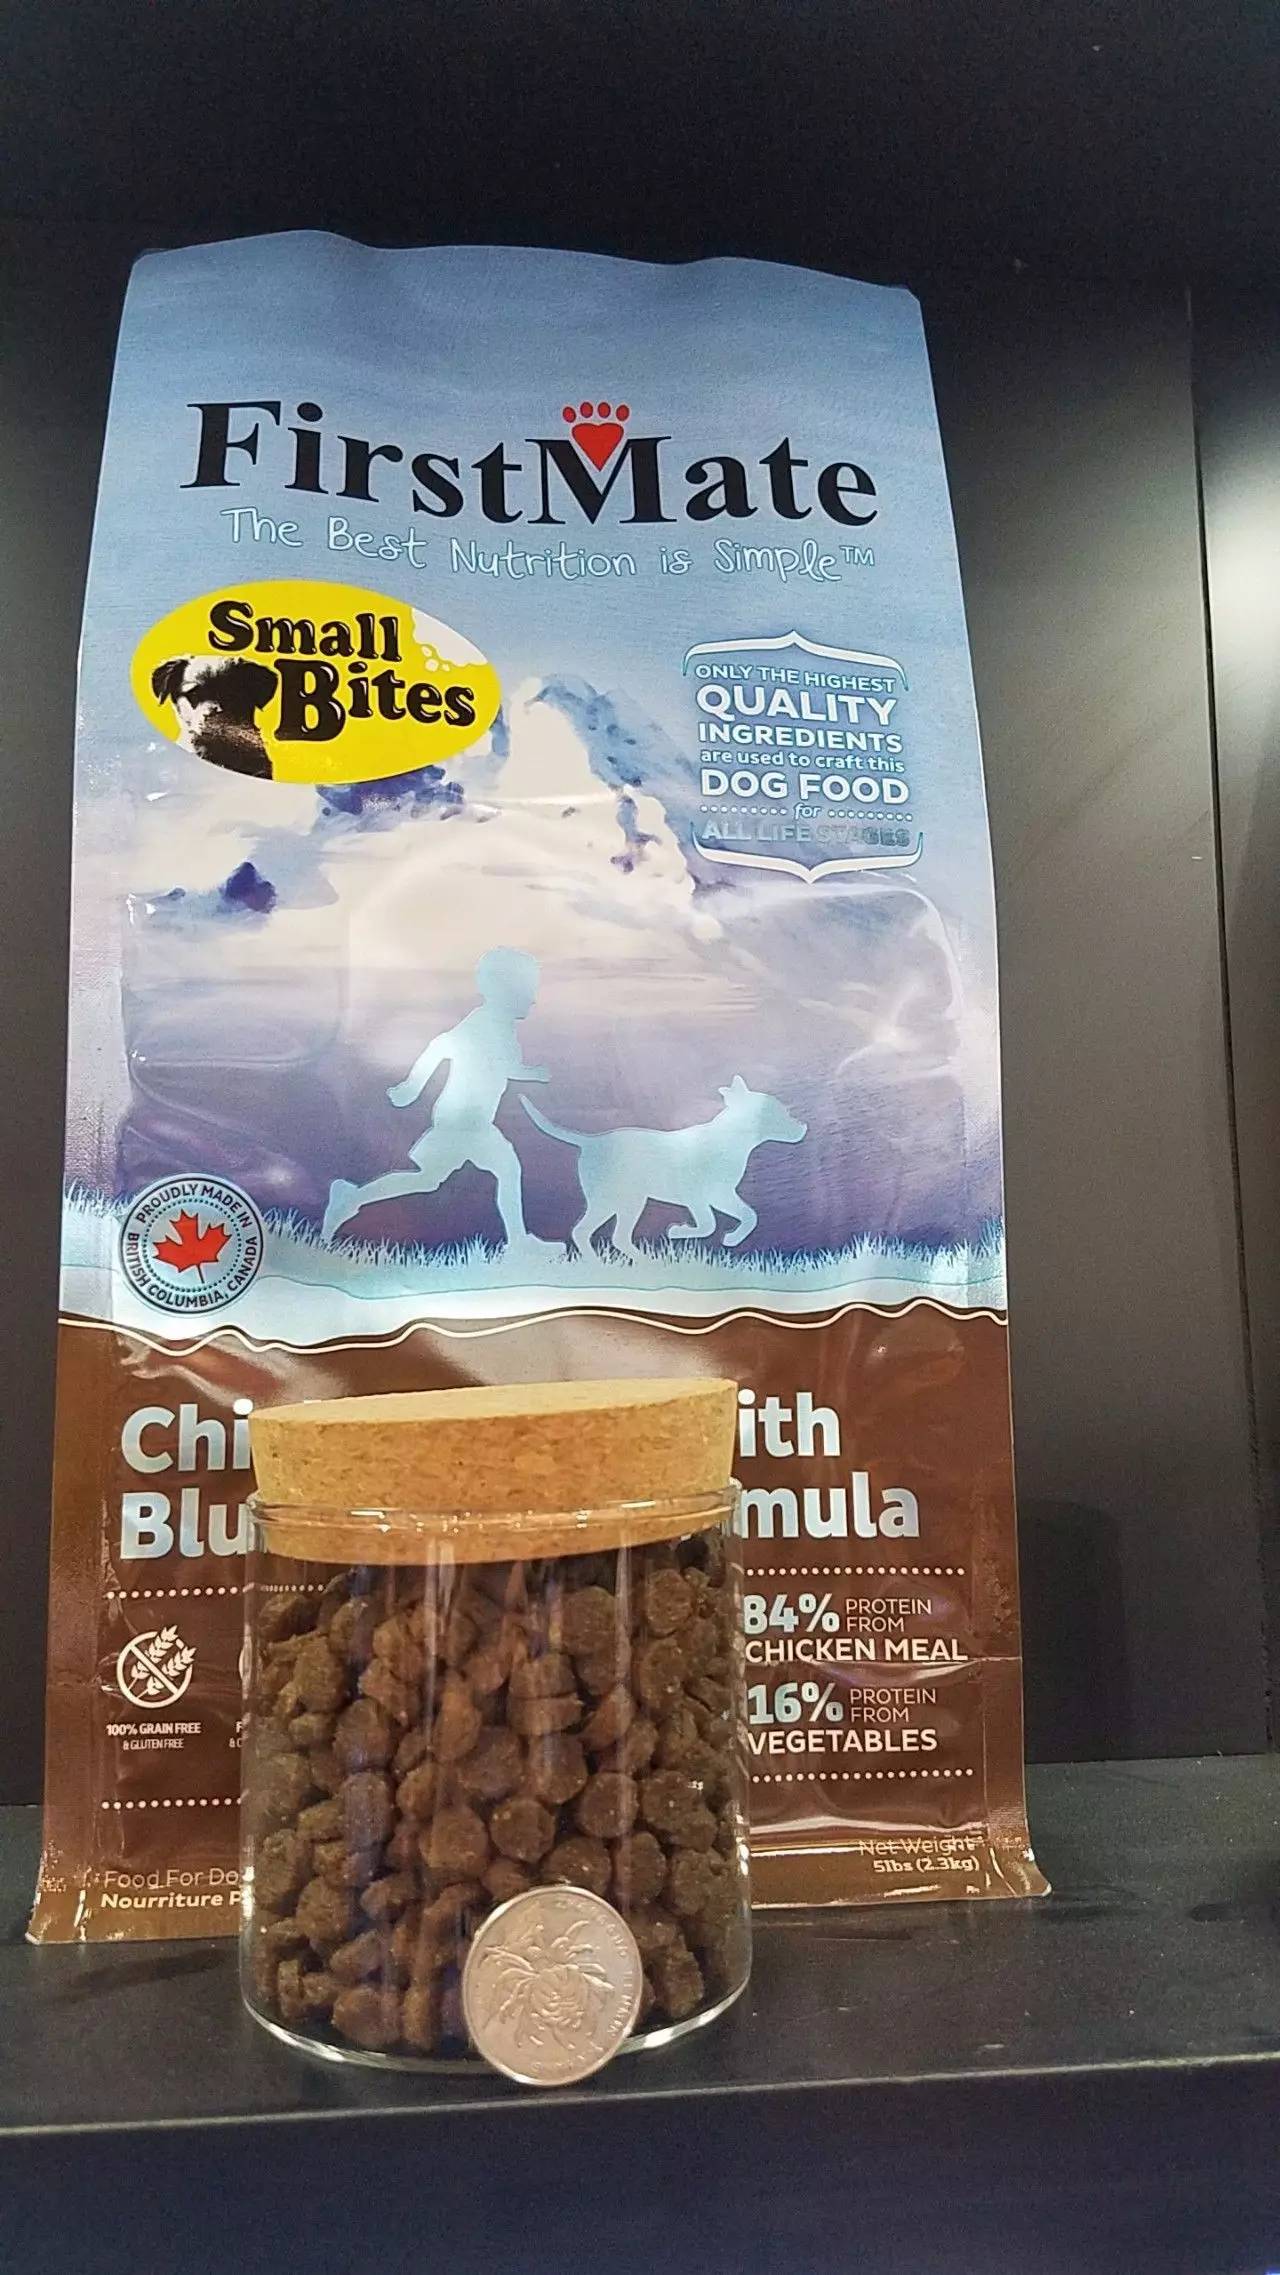 FirstMate
The Best Nutrition is Simple™
Small
Bites
ONLY THE HIGHEST
QUALITY
INGREDIENTS
are used to craft this
DOG FOOD
for
ALL LIFE STAGES
PROUDLY MADE IN
BRITISH COLUMBIA, CANADA
Chi ith
Blu mula
84% PROTEIN
FROM
CHICKEN MEAL
16% PROTEIN
FROM
VEGETABLES
100% GRAIN FREE
& GLUTEN FREE
Net Weight
5lbs (2.3kg)
Food For Do
Nourriture P